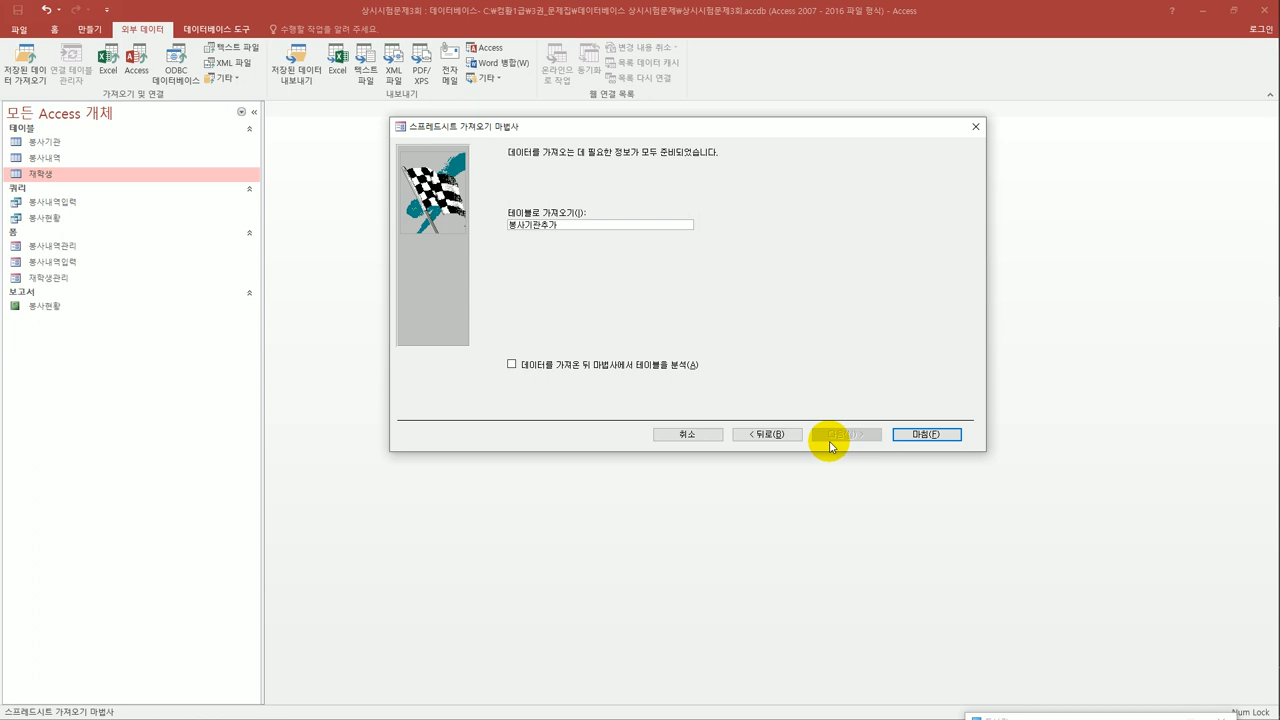 상시시험문제3회 : 데이터베이스- C:₩컴활1급₩3권_문제집₩데이터베이스 상시시험문제₩상시시험문제3회.accdb (Access 2007 - 2016 파일 형식) - Access
파일 홈 만들기 외부 데이터 데이터베이스 도구 수행할 작업을 알려 주세요. 로그인
저장된 데이터 가져오기
연결 테이블 관리자
Excel
Access
ODBC 데이터베이스
텍스트 파일
XML 파일
기타
저장된 데이터 내보내기
Excel
텍스트 파일
XML 파일
PDF/XPS
전자 메일
Access
Word 병합(W)
기타
온라인으로 작업
동기화
변경 내용 취소
목록 데이터 캐시
목록 다시 연결
가져오기 및 연결 내보내기 웹 연결 목록
모든 Access 개체
테이블
봉사기관
봉사내역
재학생
쿼리
봉사내역입력
봉사현황
폼
봉사내역관리
봉사내역입력
재학생관리
보고서
봉사현황
스프레드시트 가져오기 마법사
데이터를 가져오는 데 필요한 정보가 모두 준비되었습니다.
테이블로 가져오기(I):
봉사기관추가
데이터를 가져온 뒤 마법사에서 테이블을 분석(A)
취소 < 뒤로(B) 마침(F)
스프레드시트 가져오기 마법사 Num Lock